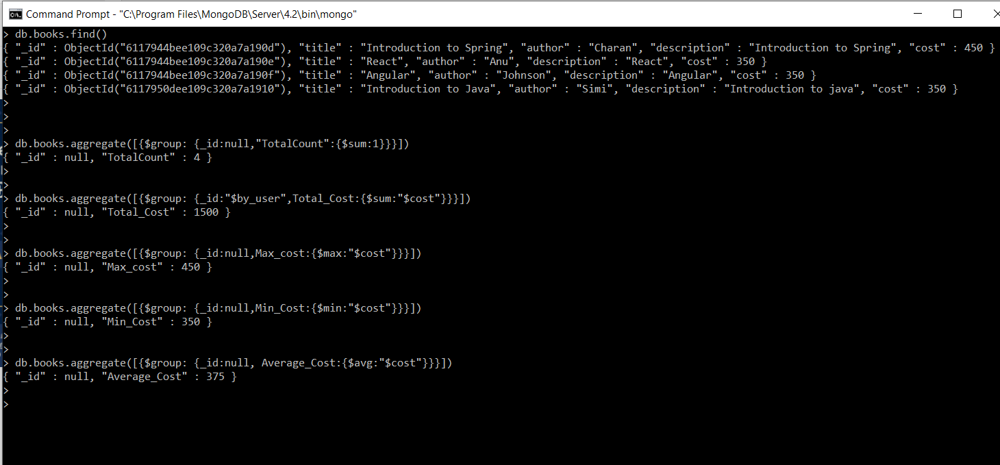 Command Prompt - "C:\Program Files\MongoDB\Server\4.2\bin\mongo"
> db.books.find()
{ "_id" : ObjectId("6117944bee109c320a7a190d"), "title" : "Introduction to Spring", "author" : "Charan", "description" : "Introduction to Spring", "cost" : 450 }
{ "_id" : ObjectId("6117944bee109c320a7a190e"), "title" : "React", "author" : "Anu", "description" : "React", "cost" : 350 }
{ "_id" : ObjectId("6117944bee109c320a7a190f"), "title" : "Angular", "author" : "Johnson", "description" : "Angular", "cost" : 350 }
{ "_id" : ObjectId("6117950dee109c320a7a1910"), "title" : "Introduction to Java", "author" : "Simi", "description" : "Introduction to java", "cost" : 350 }
>
>
>
> db.books.aggregate([{$group: {_id:null,"TotalCount":{$sum:1}}}])
{ "_id" : null, "TotalCount" : 4 }
>
>
> db.books.aggregate([{$group: {_id:"$by_user",Total_Cost:{$sum:"$cost"}}}])
{ "_id" : null, "Total_Cost" : 1500 }
>
>
> db.books.aggregate([{$group: {_id:null,Max_cost:{$max:"$cost"}}}])
{ "_id" : null, "Max_cost" : 450 }
>
>
> db.books.aggregate([{$group: {_id:null,Min_Cost:{$min:"$cost"}}}])
{ "_id" : null, "Min_Cost" : 350 }
>
>
> db.books.aggregate([{$group: {_id:null, Average_Cost:{$avg:"$cost"}}}])
{ "_id" : null, "Average_Cost" : 375 }
>
>